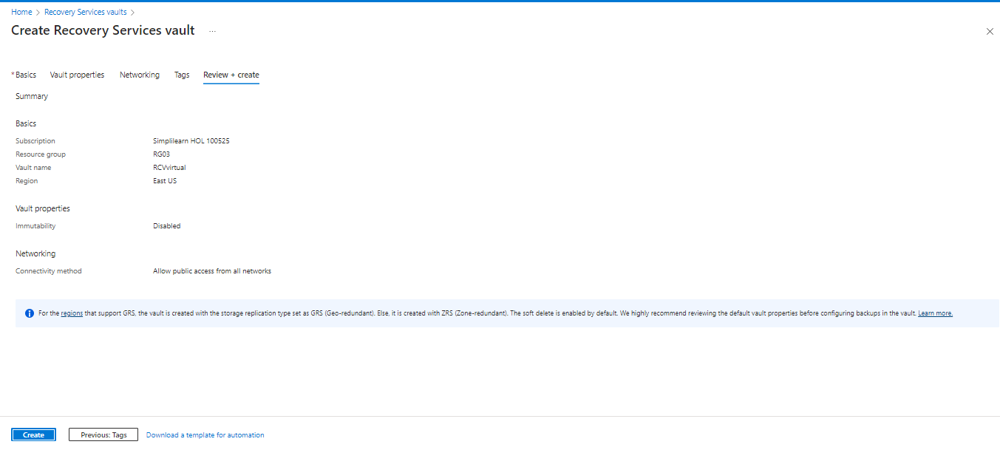 Home > Recovery Services vaults >
Create Recovery Services vault ...
* Basics Vault properties Networking Tags Review + create
Summary
Basics
Subscription Simplilearn HOL 100525
Resource group RG03
Vault name RCVvirtual
Region East US
Vault properties
Immutability Disabled
Networking
Connectivity method Allow public access from all networks
For the regions that support GRS, the vault is created with the storage replication type set as GRS (Geo-redundant). Else, it is created with ZRS (Zone-redundant). The soft delete is enabled by default. We highly recommend reviewing the default vault properties before configuring backups in the vault. Learn more.
Create Previous: Tags Download a template for automation